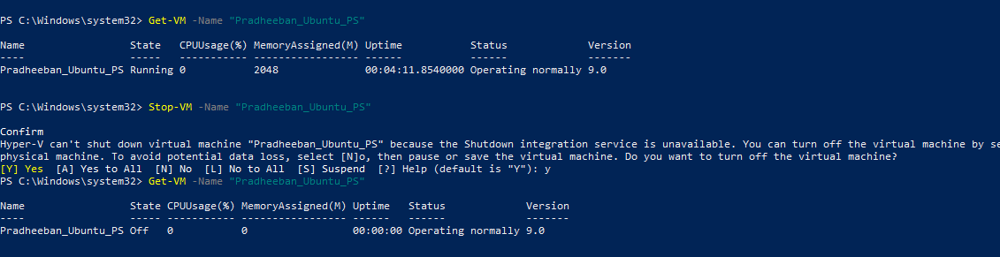 PS C:\Windows\system32> Get-VM -Name "Pradheeban_Ubuntu_PS"
Name State CPUUsage(%) MemoryAssigned(M) Uptime Status Version
---- ----- ----------- ----------------- ------ ------ -------
Pradheeban_Ubuntu_PS Running 0 2048 00:04:11.8540000 Operating normally 9.0
PS C:\Windows\system32> Stop-VM -Name "Pradheeban_Ubuntu_PS"
Confirm
Hyper-V can't shut down virtual machine "Pradheeban_Ubuntu_PS" because the Shutdown integration service is unavailable. You can turn off the virtual machine by se
physical machine. To avoid potential data loss, select [N]o, then pause or save the virtual machine. Do you want to turn off the virtual machine?
[Y] Yes [A] Yes to All [N] No [L] No to All [S] Suspend [?] Help (default is "Y"): y
PS C:\Windows\system32> Get-VM -Name "Pradheeban_Ubuntu_PS"
Name State CPUUsage(%) MemoryAssigned(M) Uptime Status Version
---- ----- ----------- ----------------- ------ ------ -------
Pradheeban_Ubuntu_PS Off 0 0 00:00:00 Operating normally 9.0